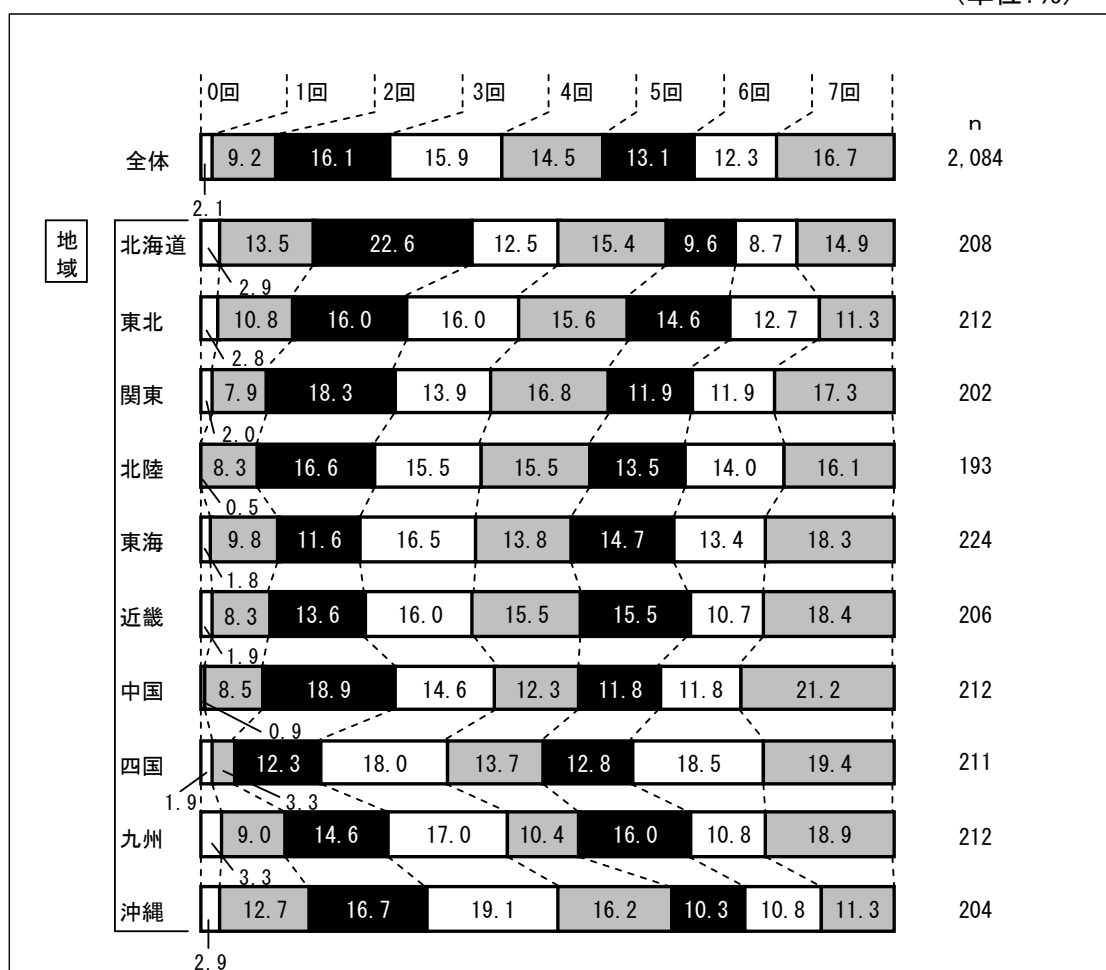 0回 1回 2回 3回 4回 5回 6回 7回
n
全体 9.2 16.1 15.9 14.5 13.1 12.3 16.7 2,084
2.1
地域
北海道 13.5 22.6 12.5 15.4 9.6 8.7 14.9 208
2.9
東北 10.8 16.0 16.0 15.6 14.6 12.7 11.3 212
2.8
関東 7.9 18.3 13.9 16.8 11.9 11.9 17.3 202
2.0
北陸 8.3 16.6 15.5 15.5 13.5 14.0 16.1 193
0.5
東海 9.8 11.6 16.5 13.8 14.7 13.4 18.3 224
1.8
近畿 8.3 13.6 16.0 15.5 15.5 10.7 18.4 206
1.9
中国 8.5 18.9 14.6 12.3 11.8 11.8 21.2 212
0.9
四国 12.3 18.0 13.7 12.8 18.5 19.4 211
1.9 3.3
九州 9.0 14.6 17.0 10.4 16.0 10.8 18.9 212
3.3
沖縄 12.7 16.7 19.1 16.2 10.3 10.8 11.3 204
2.9